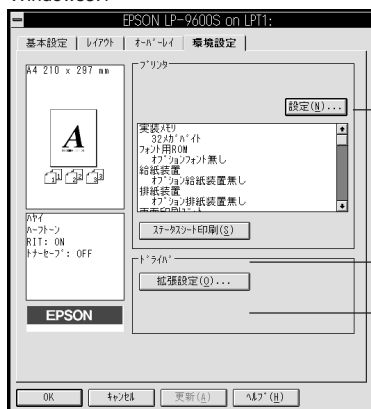 EPSON LP-9600S on LPT1:
基本設定 ﾚｲｱｳﾄ ｵｰﾊﾞｰﾚｲ 環境設定
A4 210 x 297 mm
A
1 2 3
ﾊﾔｲ
ﾊｰﾌﾄｰﾝ
RIT: ON
ﾄﾅｰｾｰﾌﾞ: OFF
EPSON
ﾌﾟﾘﾝﾀ
設定(N)...
実装ﾒﾓﾘ
32ﾒｶﾞﾊﾞｲﾄ
ﾌｫﾝﾄ用ROM
ｵﾌﾟｼｮﾝﾌｫﾝﾄ無し
給紙装置
ｵﾌﾟｼｮﾝ給紙装置無し
排紙装置
ｵﾌﾟｼｮﾝ排紙装置無し
ｽﾃｰﾀｽｼｰﾄ印刷(S)
ﾄﾞﾗｲﾊﾞ
拡張設定(O)...
OK ｷｬﾝｾﾙ 更新(A) ﾍﾙﾌﾟ(H)